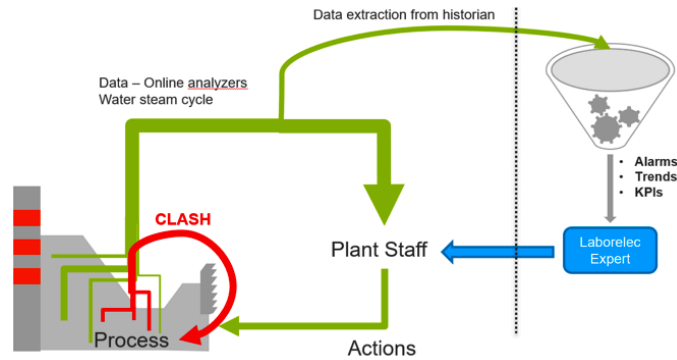 Data extraction from historian
Data – Online analyzers
Water steam cycle
• Alarms
• Trends
• KPIs
CLASH
Plant Staff
Laborelec
Expert
Process
Actions